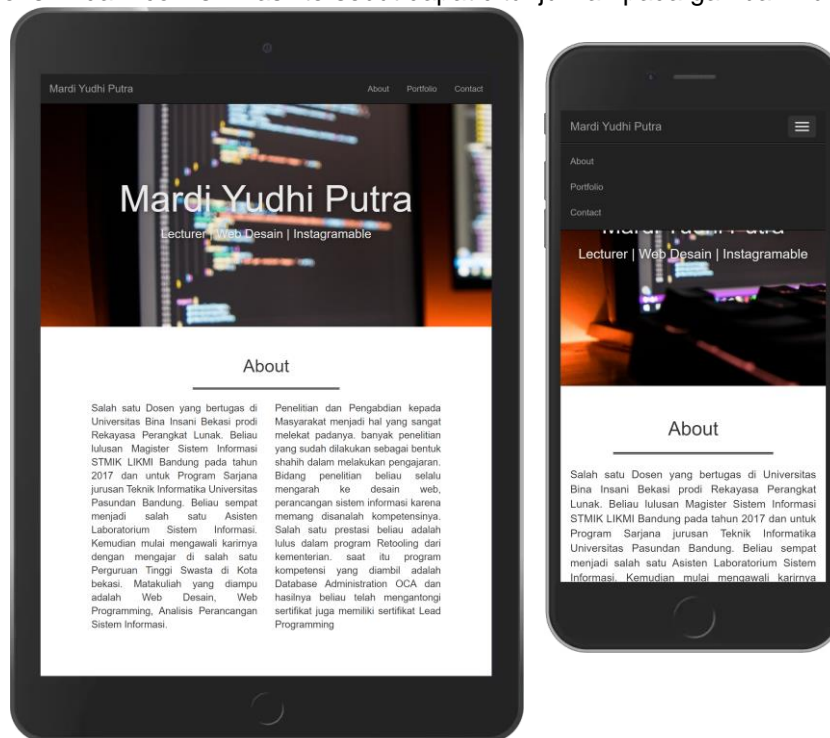 Mardi Yudhi Putra
About Portfolio Contact
Mardi Yudhi Putra
Lecturer | Web Desain | Instagramable
About
Salah satu Dosen yang bertugas di
Universitas Bina Insani Bekasi prodi
Rekayasa Perangkat Lunak. Beliau
lulusan Magister Sistem Informasi
STMIK LIKMI Bandung pada tahun
2017 dan untuk Program Sarjana
jurusan Teknik Informatika Universitas
Pasundan Bandung. Beliau sempat
menjadi salah satu Asisten
Laboratorium Sistem Informasi.
Kemudian mulai mengawali karirnya
dengan mengajar di salah satu
Perguruan Tinggi Swasta di Kota
bekasi. Matakuliah yang diampu
adalah Web Desain, Web
Programming, Analisis Perancangan
Sistem Informasi.
Penelitian dan Pengabdian kepada
Masyarakat menjadi hal yang sangat
melekat padanya. banyak penelitian
yang sudah dilakukan sebagai bentuk
shahih dalam melakukan pengajaran.
Bidang penelitian beliau selalu
mengarah ke desain web,
perancangan sistem informasi karena
memang disanalah kompetensinya.
Salah satu prestasi beliau adalah
lulus dalam program Retooling dari
kementerian. saat itu program
kompetensi yang diambil adalah
Database Administration OCA dan
hasilnya beliau telah mengantongi
sertifikat juga memiliki sertifikat Lead
Programming
Mardi Yudhi Putra
About
Portfolio
Contact
Lecturer | Web Desain | Instagramable
About
Salah satu Dosen yang bertugas di Universitas
Bina Insani Bekasi prodi Rekayasa Perangkat
Lunak. Beliau lulusan Magister Sistem Informasi
STMIK LIKMI Bandung pada tahun 2017 dan untuk
Program Sarjana jurusan Teknik Informatika
Universitas Pasundan Bandung. Beliau sempat
menjadi salah satu Asisten Laboratorium Sistem
Informasi. Kemudian mulai mengawali karirnya